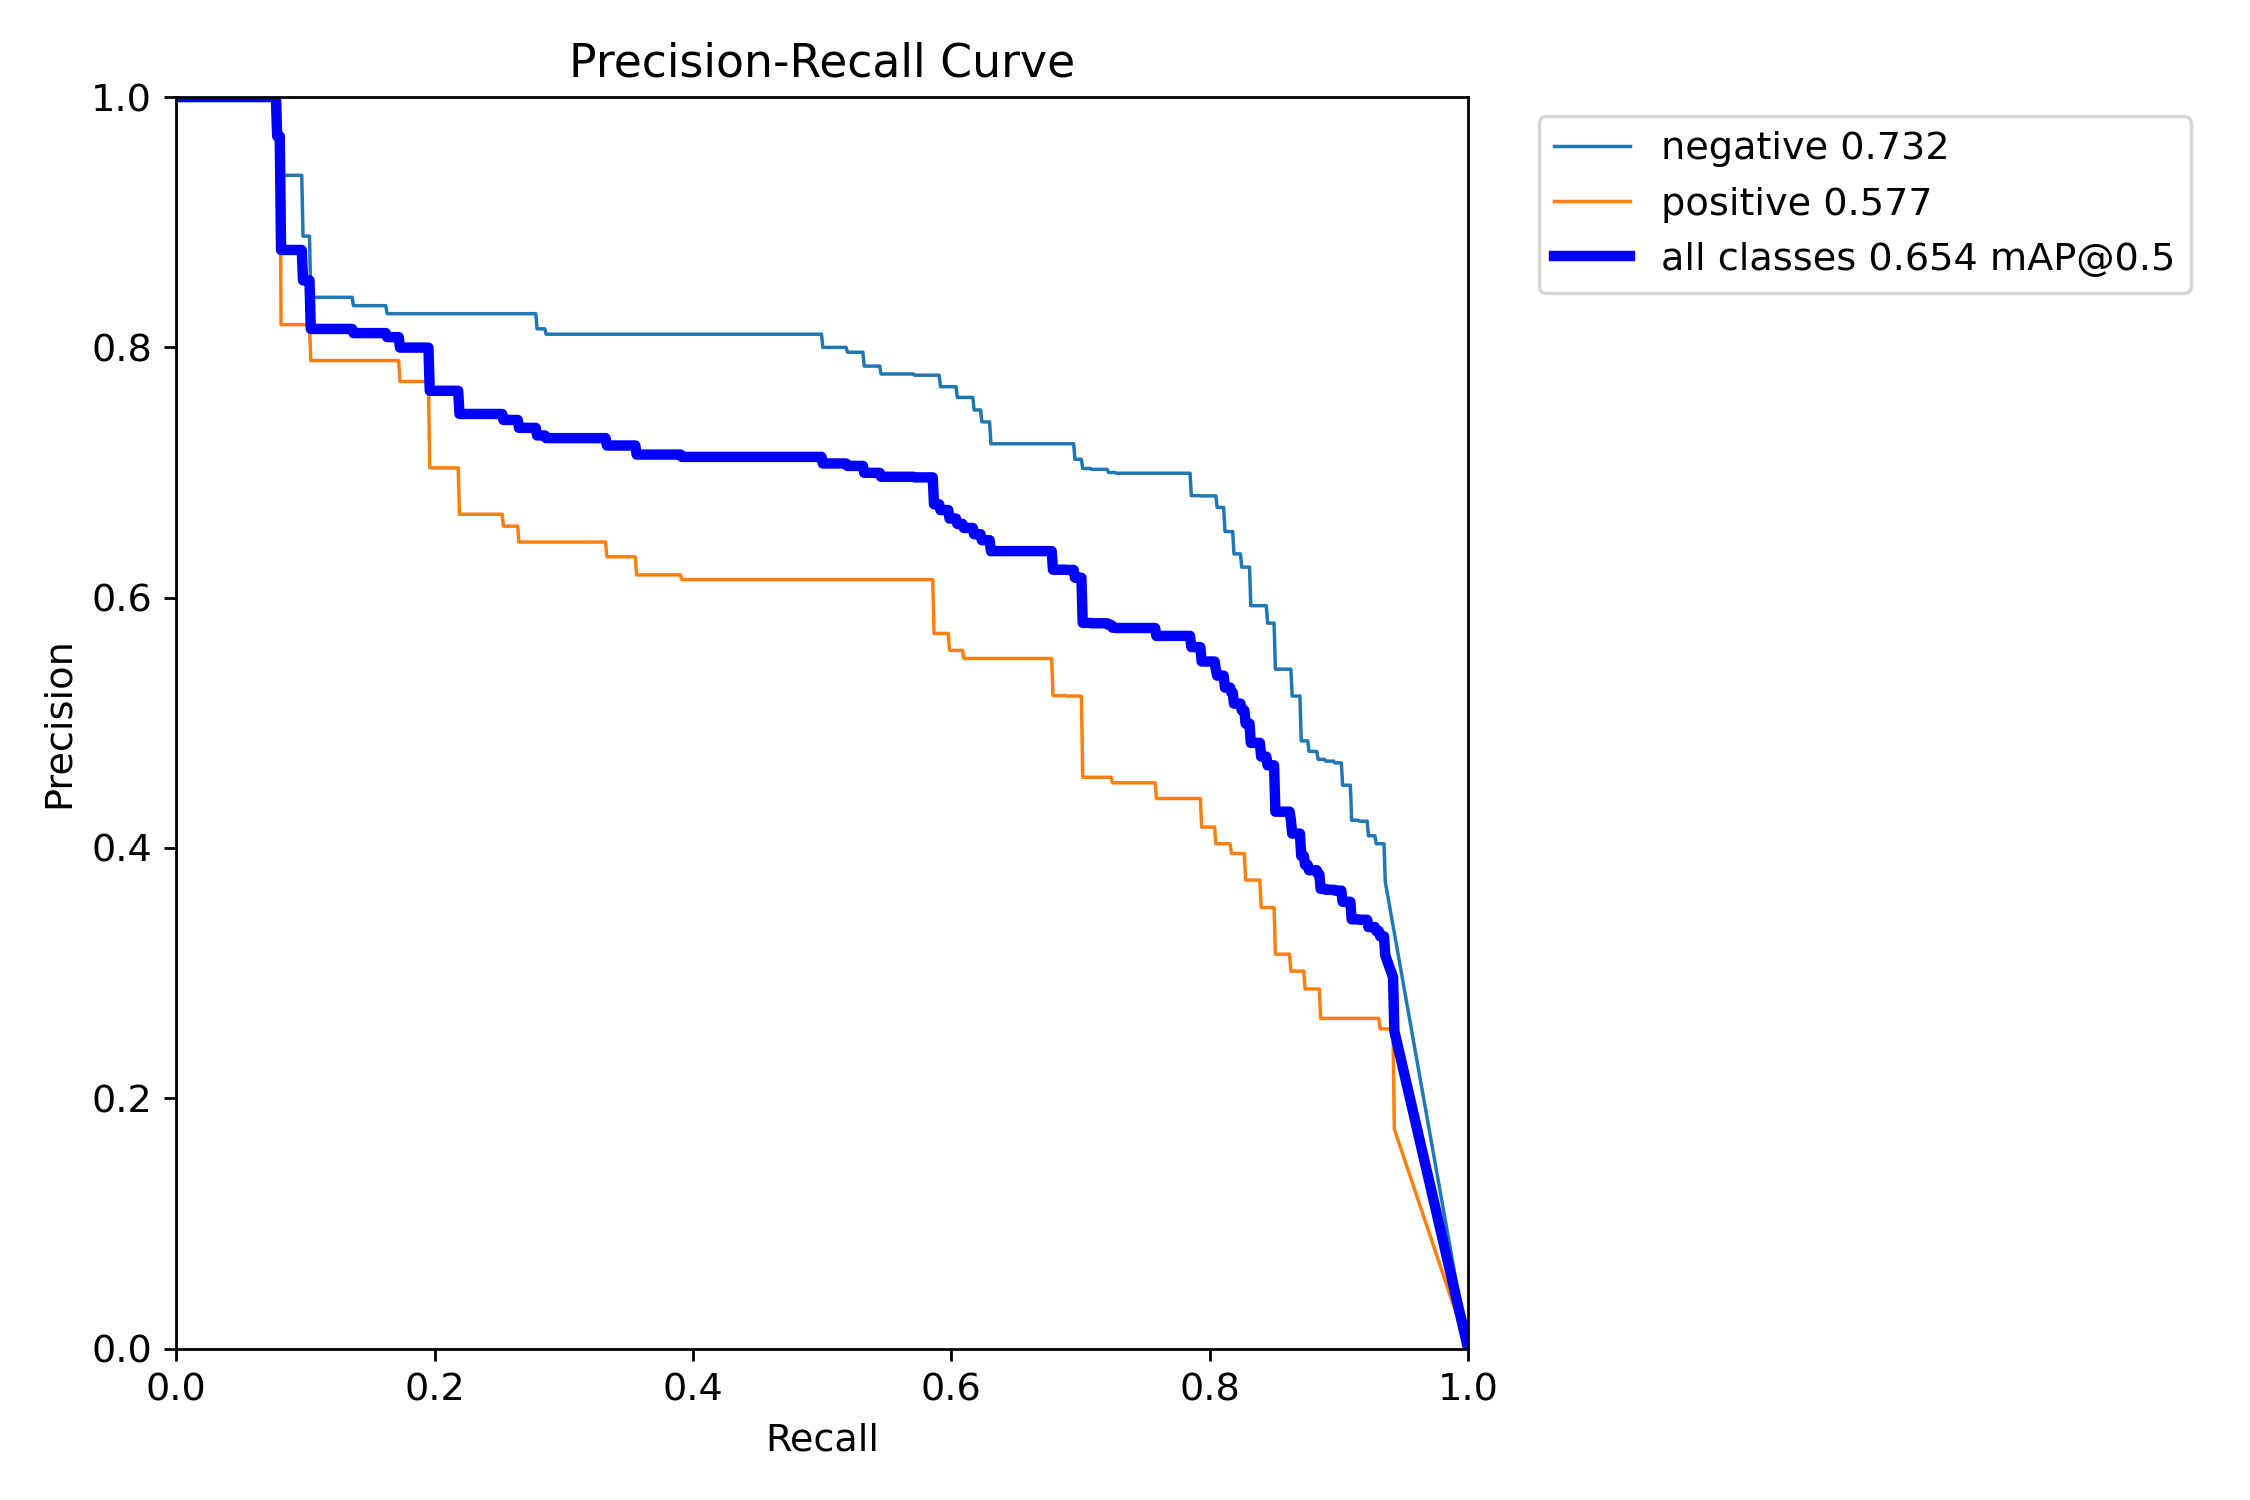 Precision-Recall Curve
1.0
0.8
0.6
0.4
0.2
0.0
Precision
0.0 0.2 0.4 0.6 0.8 1.0
Recall
negative 0.732
positive 0.577
all classes 0.654 mAP@0.5